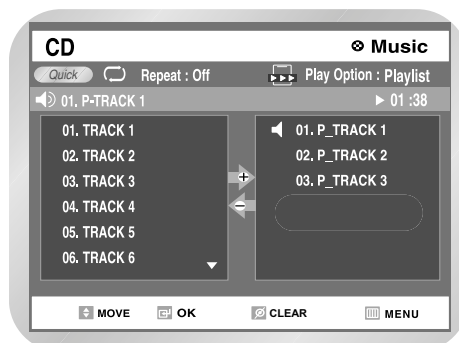 CD Music
Quick Repeat : Off Play Option : Playlist
01. P-TRACK 1 01 :38
01. TRACK 1
02. TRACK 2
03. TRACK 3
04. TRACK 4
05. TRACK 5
06. TRACK 6
+
-
01. P_TRACK 1
02. P_TRACK 2
03. P_TRACK 3
MOVE OK CLEAR MENU